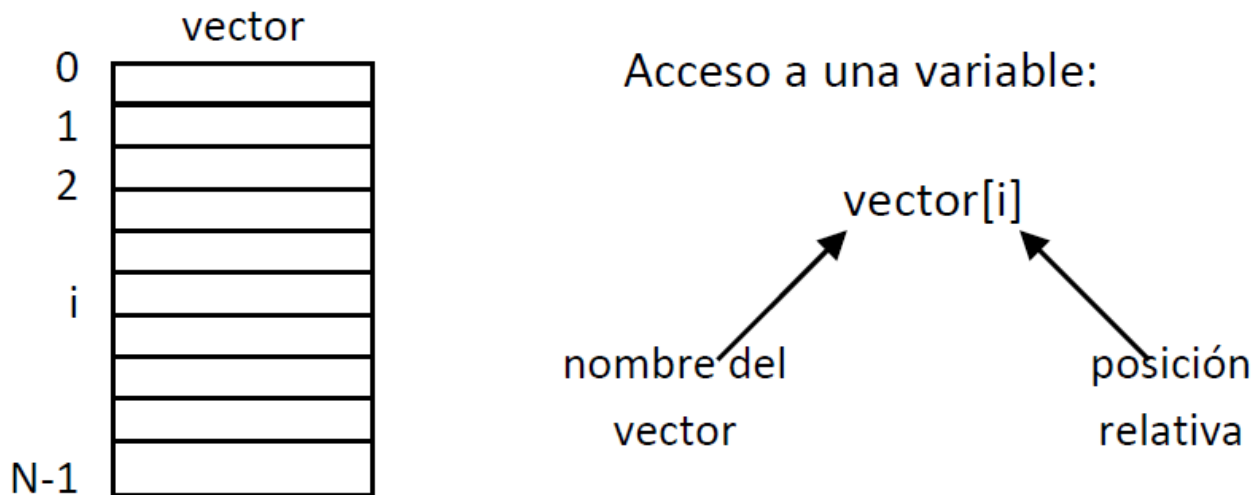 vector
0
1
2
i
N-1
Acceso a una variable:
vector[i]
nombre del
vector
posición
relativa